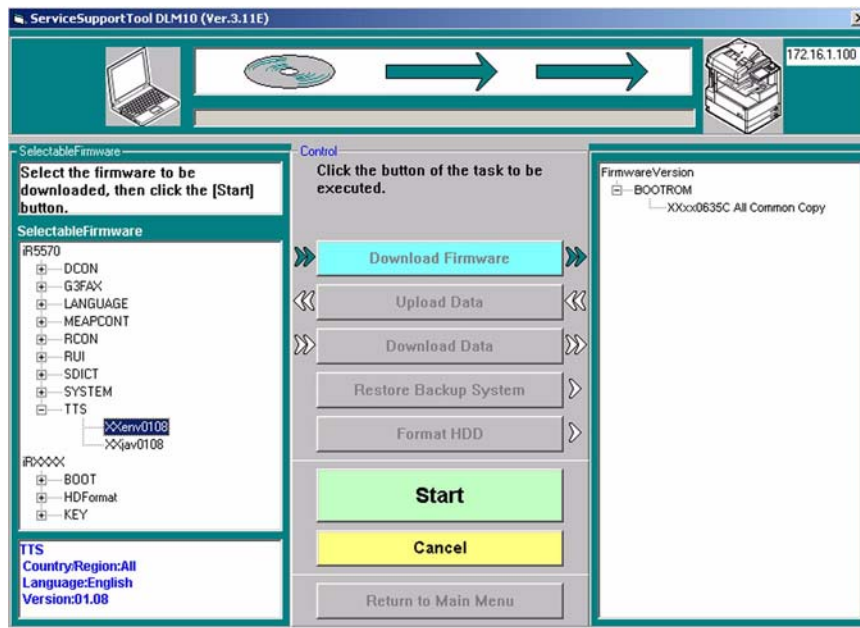 ServiceSupportTool DLM10 (Ver.3.11E)
172.16.1.100
SelectableFirmware
Select the firmware to be
downloaded, then click the [Start]
button.
SelectableFirmware
iR5570
DCON
G3FAX
LANGUAGE
MEAPCONT
RCON
RUI
SDICT
SYSTEM
TTS
XXenv0108
XXjav0108
iRXXXX
BOOT
HDFormat
KEY
TTS
Country/Region:All
Language:English
Version:01.08
Control
Click the button of the task to be
executed.
Download Firmware
Upload Data
Download Data
Restore Backup System
Format HDD
Start
Cancel
Return to Main Menu
FirmwareVersion
BOOTROM
XXxx0635C All Common Copy